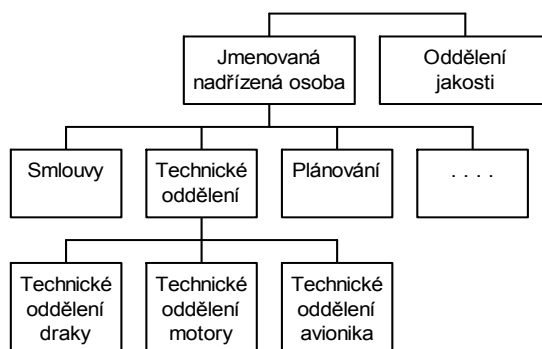 Jmenovaná
nadřízená osoba
Oddělení
jakosti
Smlouvy
Technické
oddělení
Plánování
. . . .
Technické
oddělení
draky
Technické
oddělení
motory
Technické
oddělení
avionika